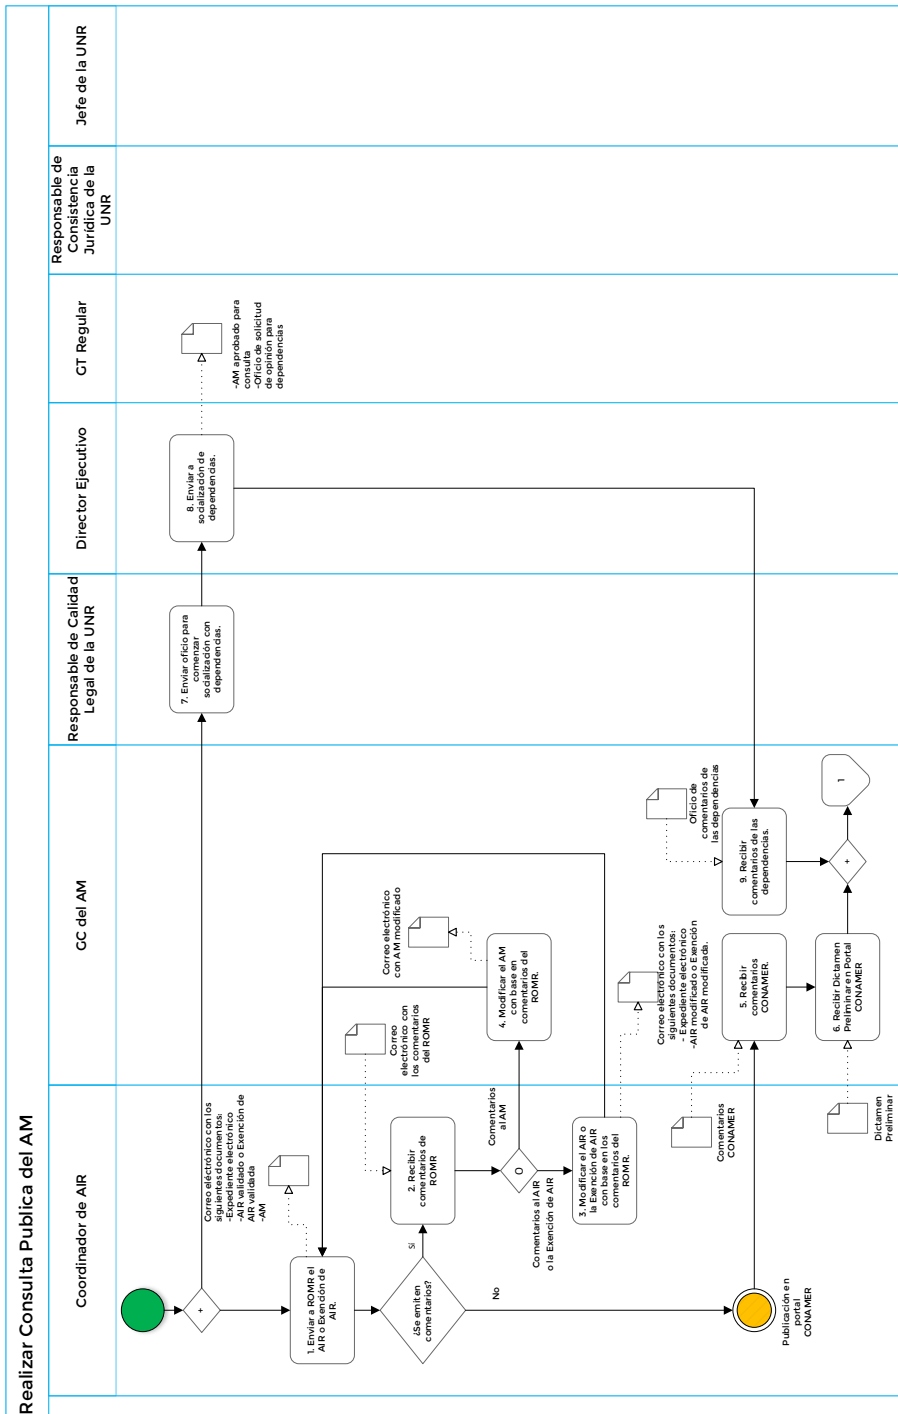 Realizar Consulta Publica del AM
Jefe de la UNR
Responsable de
Consistencia
Jurídica de la
UNR
GT Regular
Director Ejecutivo
Responsable de Calidad
Legal de la UNR
GC del AM
Coordinador de AIR
-AM aprobado para
consulta
-Oficio de solicitud
de opinión para
dependencias
8. Enviar a
socialización de
dependencias.
7. Enviar oficio para
comenzar
socialización con
dependencias.
Correo eléctrónico con los
siguientes documentos:
-Expediente electrónico
-AIR validado o Exención de
AIR validada
-AM
+
1. Enviar a ROMR el
AIR o Exención de
AIR.
¿Se emiten
comentarios?
Sí
No
2. Recibir
comentarios de
ROMR
Correo
electrónico con
los comentarios
del ROMR
Correo electrónico
con AM modificado
4. Modificar el AM
con base en
comentarios del
ROMR.
Comentarios
al AM
O
Comentarios al AIR
o la Exención de AIR
3. Modificar el AIR o
la Exención de AIR
con base en los
comentarios del
ROMR.
Correo electrónico con los
siguientes documentos:
- Expediente electrónico
-AIR modificado o Exención
de AIR modificada.
Publicación en
portal
CONAMER
Comentarios
CONAMER
5. Recibir
comentarios
CONAMER.
6. Recibir Dictamen
Preliminar en Portal
CONAMER
Dictamen
Preliminar
Oficio de
comentarios de
las dependencias
9. Recibir
comentarios de las
dependencias.
+
1